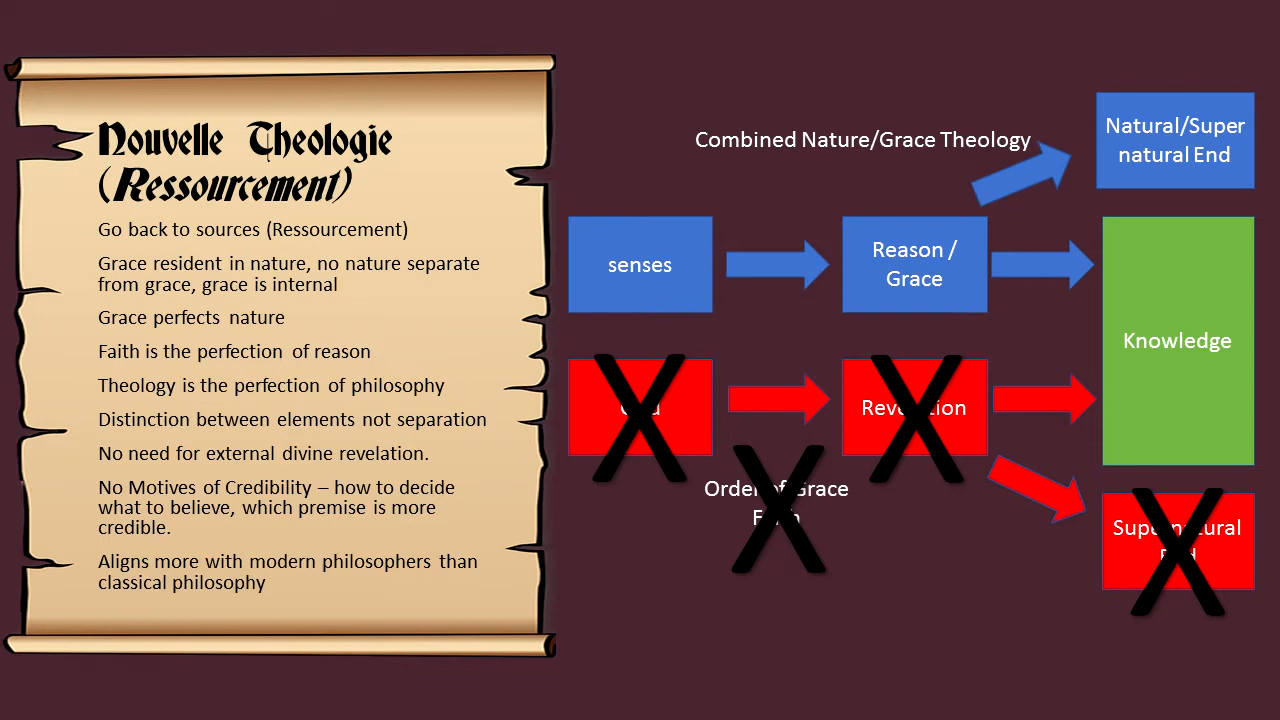 Nouvelle Theologie
(Ressourcement)
Go back to sources (Ressourcement)
Grace resident in nature, no nature separate
from grace, grace is internal
Grace perfects nature
Faith is the perfection of reason
Theology is the perfection of philosophy
Distinction between elements not separation
No need for external divine revelation.
No Motives of Credibility – how to decide
what to believe, which premise is more
credible.
Aligns more with modern philosophers than
classical philosophy
Combined Nature/Grace Theology
Natural/Super
natural End
senses
Reason /
Grace
Knowledge
Revelation
Order of Grace
Supernatural